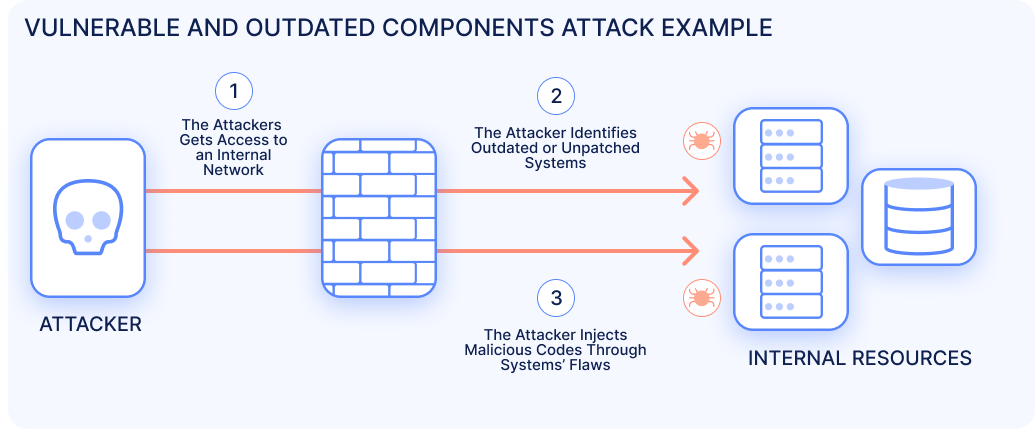 VULNERABLE AND OUTDATED COMPONENTS ATTACK EXAMPLE
1
The Attackers
Gets Access to
an Internal
Network
2
The Attacker Identifies
Outdated or Unpatched
Systems
ATTACKER
3
The Attacker Injects
Malicious Codes Through
Systems’ Flaws
INTERNAL RESOURCES